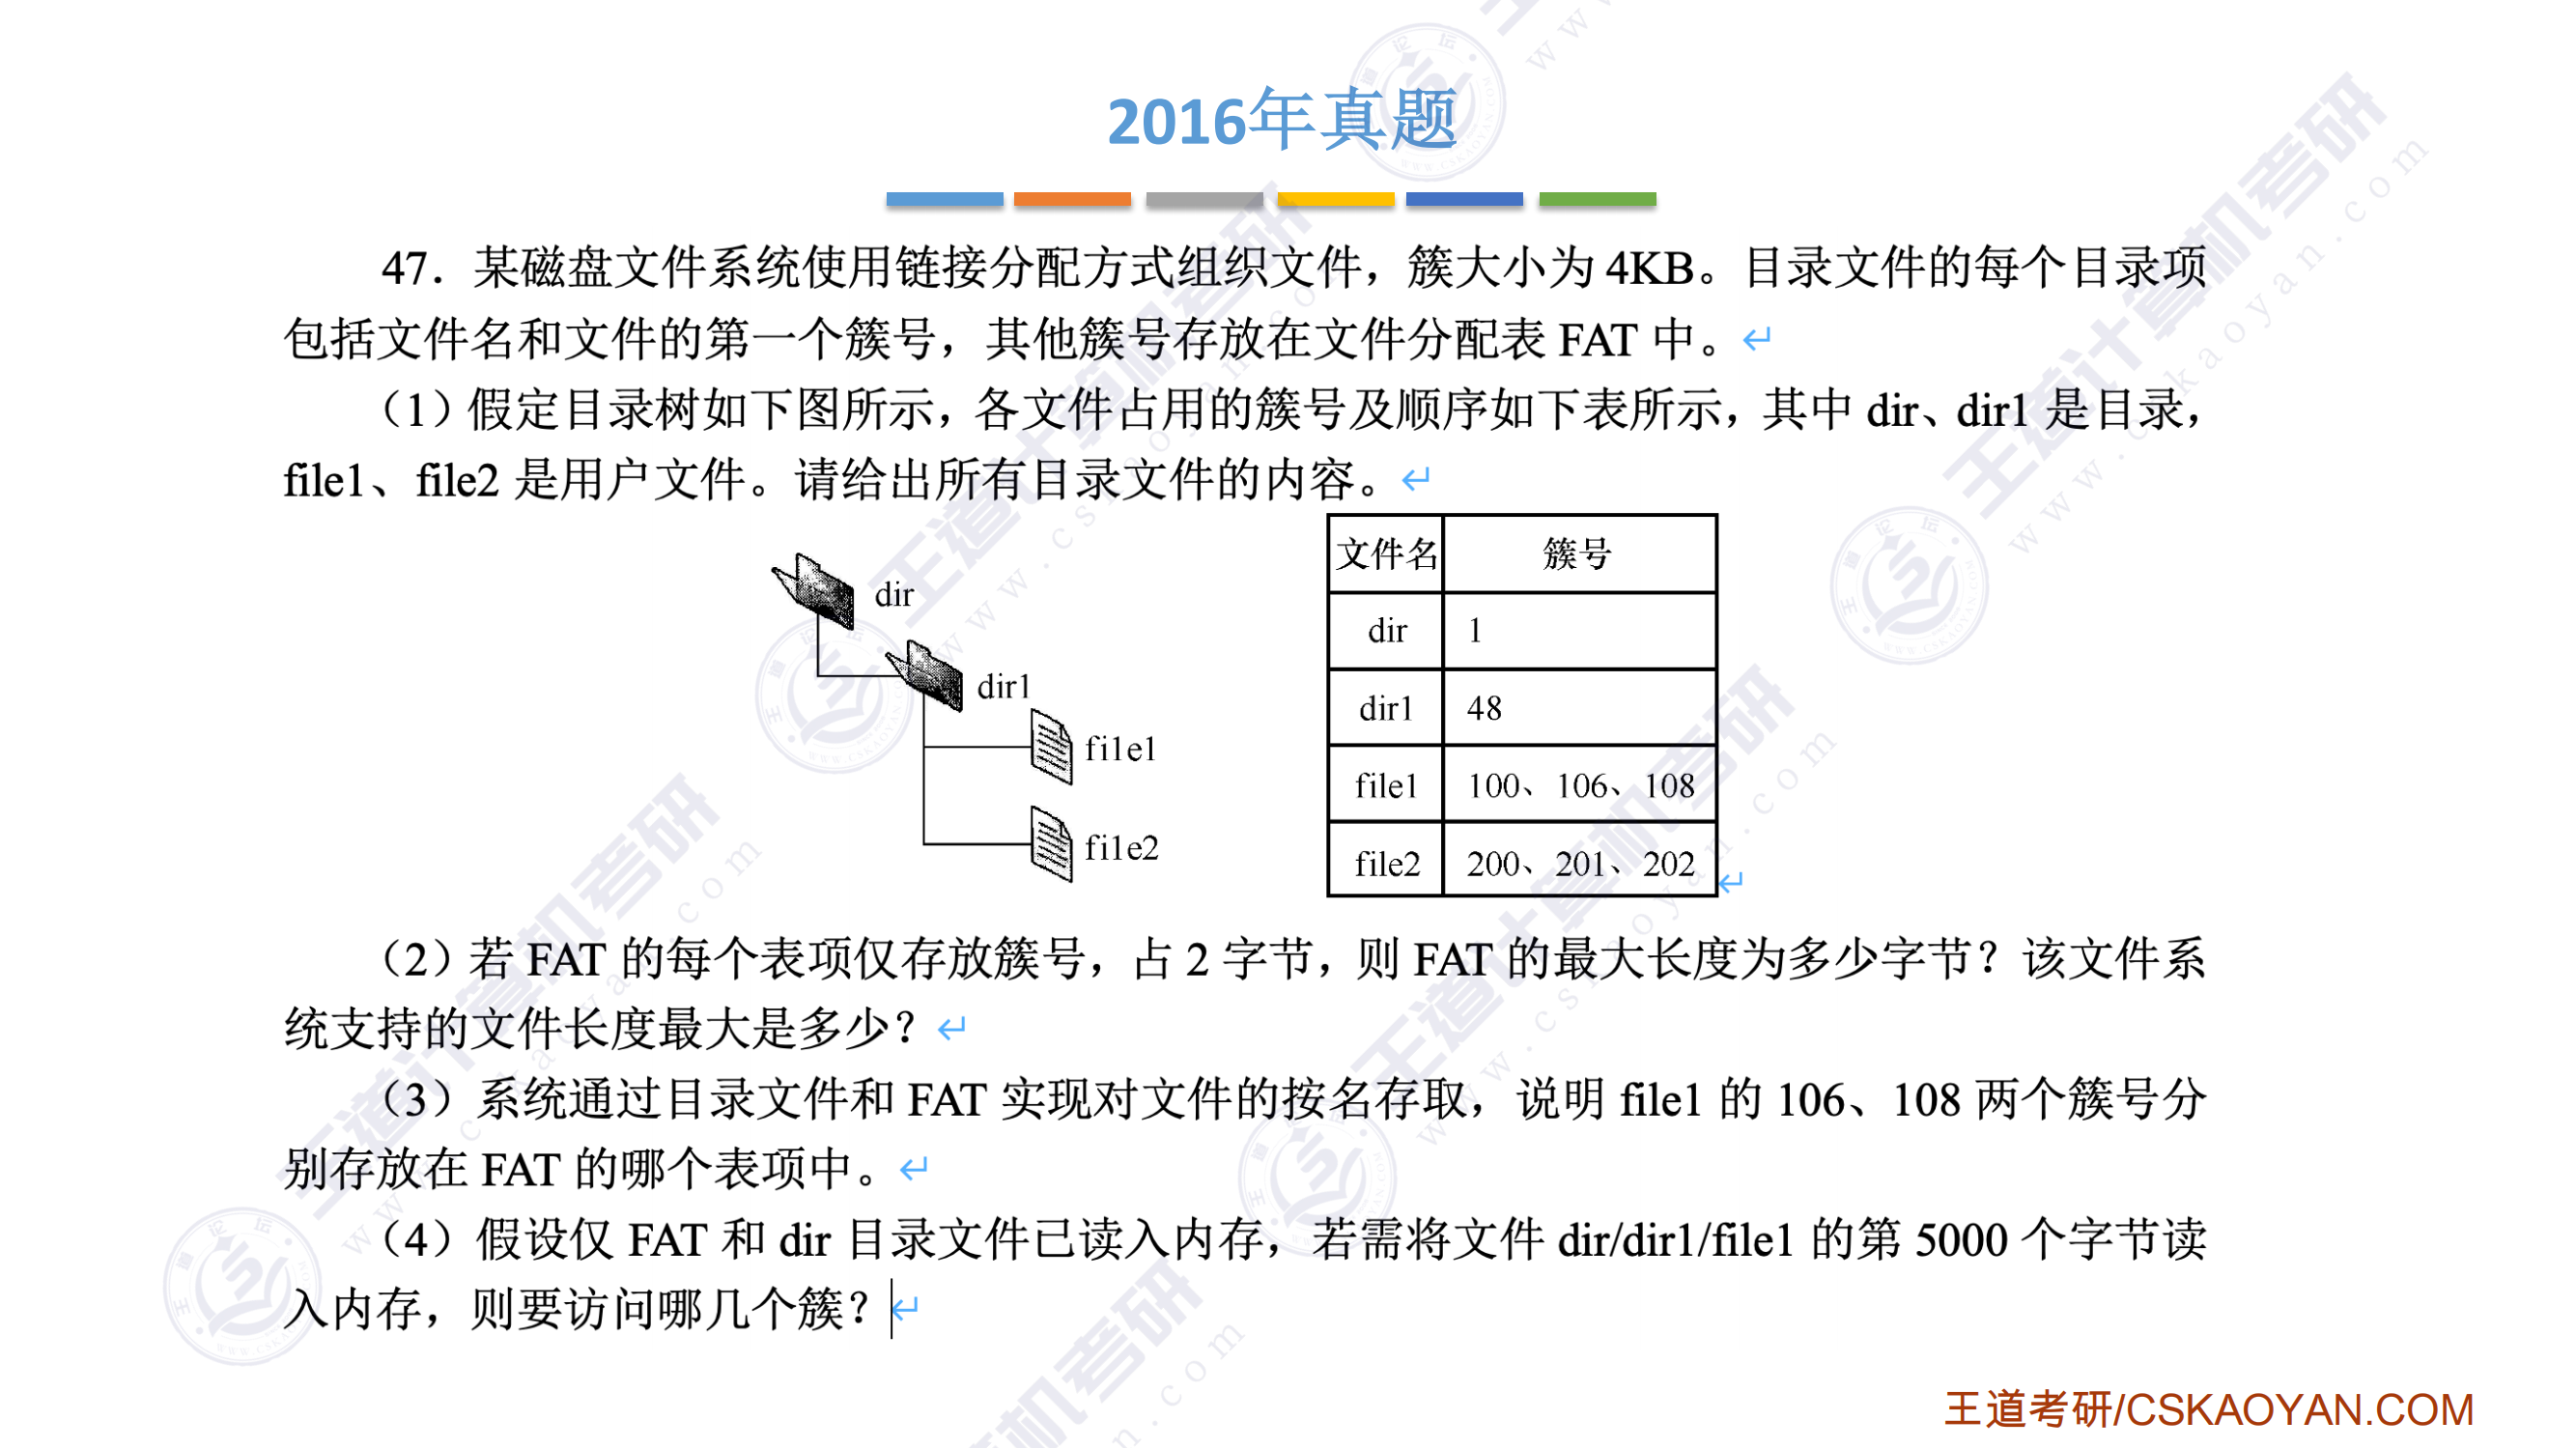 2016年真题
47．某磁盘文件系统使用链接分配方式组织文件，簇大小为 4KB。目录文件的每个目录项
包括文件名和文件的第一个簇号，其他簇号存放在文件分配表 FAT 中。
（1）假定目录树如下图所示，各文件占用的簇号及顺序如下表所示，其中 dir、dir1 是目录，
file1、file2 是用户文件。请给出所有目录文件的内容。
dir
dir1
file1
file2
文件名 簇号
dir 1
dir1 48
file1 100、106、108
file2 200、201、202
（2）若 FAT 的每个表项仅存放簇号，占 2 字节，则 FAT 的最大长度为多少字节？该文件系
统支持的文件长度最大是多少？
（3）系统通过目录文件和 FAT 实现对文件的按名存取，说明 file1 的 106、108 两个簇号分
别存放在 FAT 的哪个表项中。
（4）假设仅 FAT 和 dir 目录文件已读入内存，若需将文件 dir/dir1/file1 的第 5000 个字节读
入内存，则要访问哪几个簇？
王道考研/CSKAOYAN.COM
王道计算机考研
www.cskaoyan.com